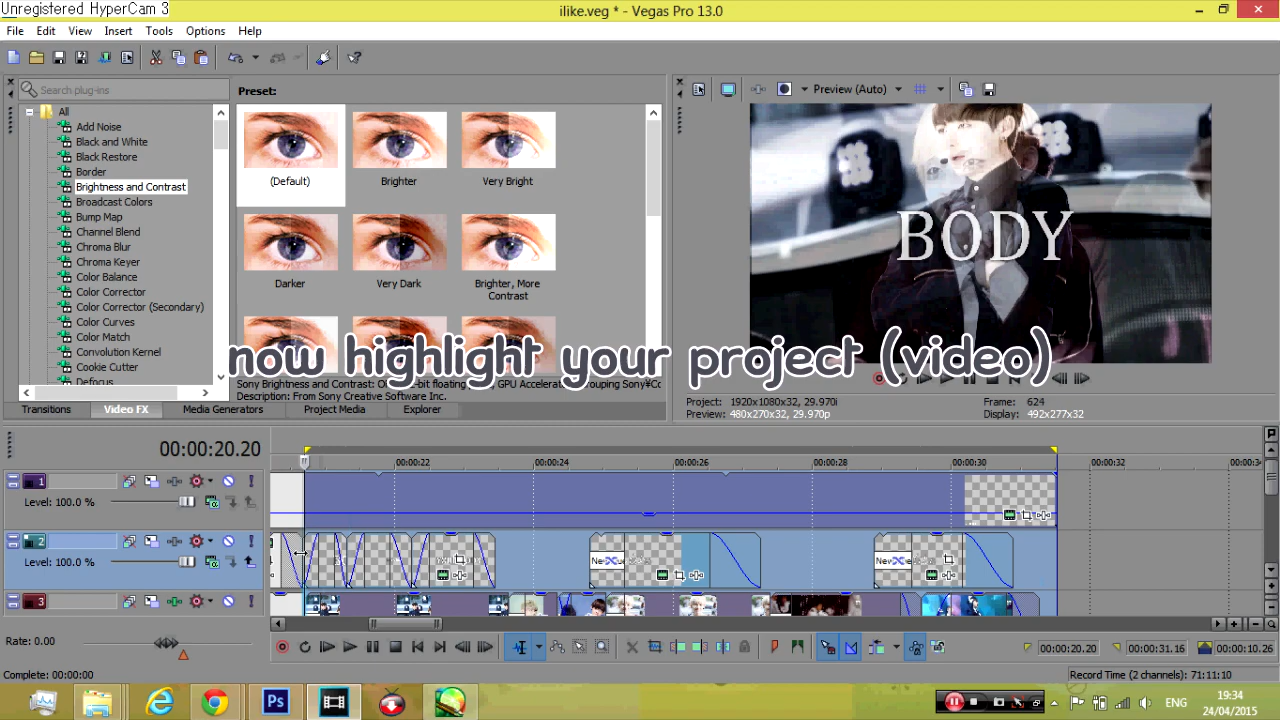 Unregistered HyperCam 3
ilike.veg * - Vegas Pro 13.0
File Edit View Insert Tools Options Help
Search plug-ins
Preset:
Preview (Auto)
All
Add Noise
Black and White
Black Restore
Border
Brightness and Contrast
Broadcast Colors
Bump Map
Channel Blend
Chroma Blur
Chroma Keyer
Color Balance
Color Corrector
Color Corrector (Secondary)
Color Curves
Color Match
Convolution Kernel
Cookie Cutter
Defocus
(Default) Brighter Very Bright
Darker Very Dark Brighter, More
Contrast
BODY
now highlight your project (video)
Description: From Sony Creative Software Inc.
Transitions Video FX Media Generators Project Media Explorer
Project: 1920x1080x32, 29.970i Frame: 624
Preview: 480x270x32, 29.970p Display: 492x277x32
00:00:20.20
00:00:22 00:00:24 00:00:26 00:00:28 00:00:30 00:00:32
1
Level: 100.0 %
2
Level: 100.0 %
3
Rate: 0.00
00:00:20.20 00:00:31.16 00:00:10.26
Complete: 00:00:00
Record Time (2 channels): 71:11:10
Ps
ENG
19:34
24/04/2015